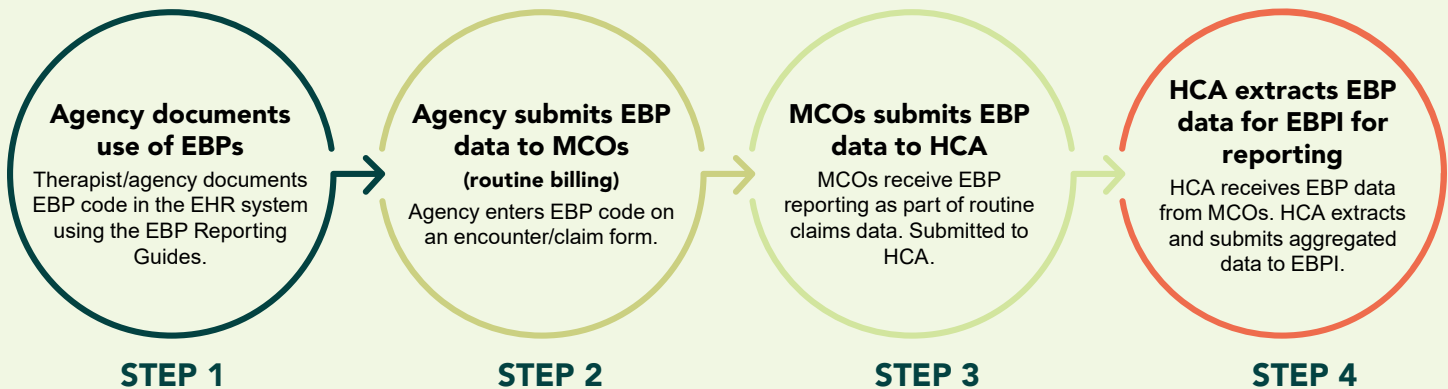 Agency documents
use of EBPs
Therapist/agency documents
EBP code in the EHR system
using the EBP Reporting
Guides.
STEP 1
Agency submits EBP
data to MCOs
(routine billing)
Agency enters EBP code on
an encounter/claim form.
STEP 2
MCOs submits EBP
data to HCA
MCOs receive EBP
reporting as part of routine
claims data. Submitted to
HCA.
STEP 3
HCA extracts EBP
data for EBPI for
reporting
HCA receives EBP data
from MCOs. HCA extracts
and submits aggregated
data to EBPI.
STEP 4